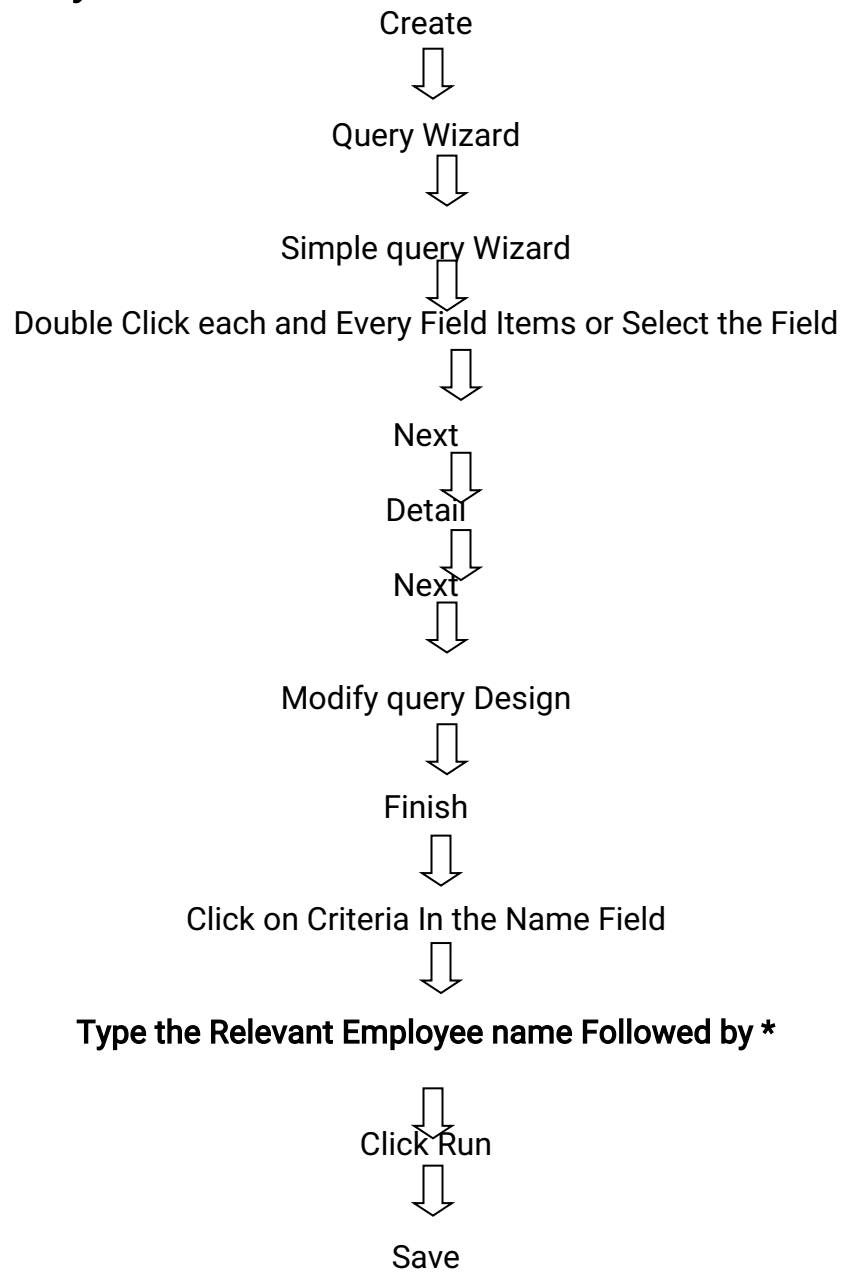 Create
Query Wizard
Simple query Wizard
Double Click each and Every Field Items or Select the Field
Next
Detail
Next
Modify query Design
Finish
Click on Criteria In the Name Field
Type the Relevant Employee name Followed by *
Click Run
Save